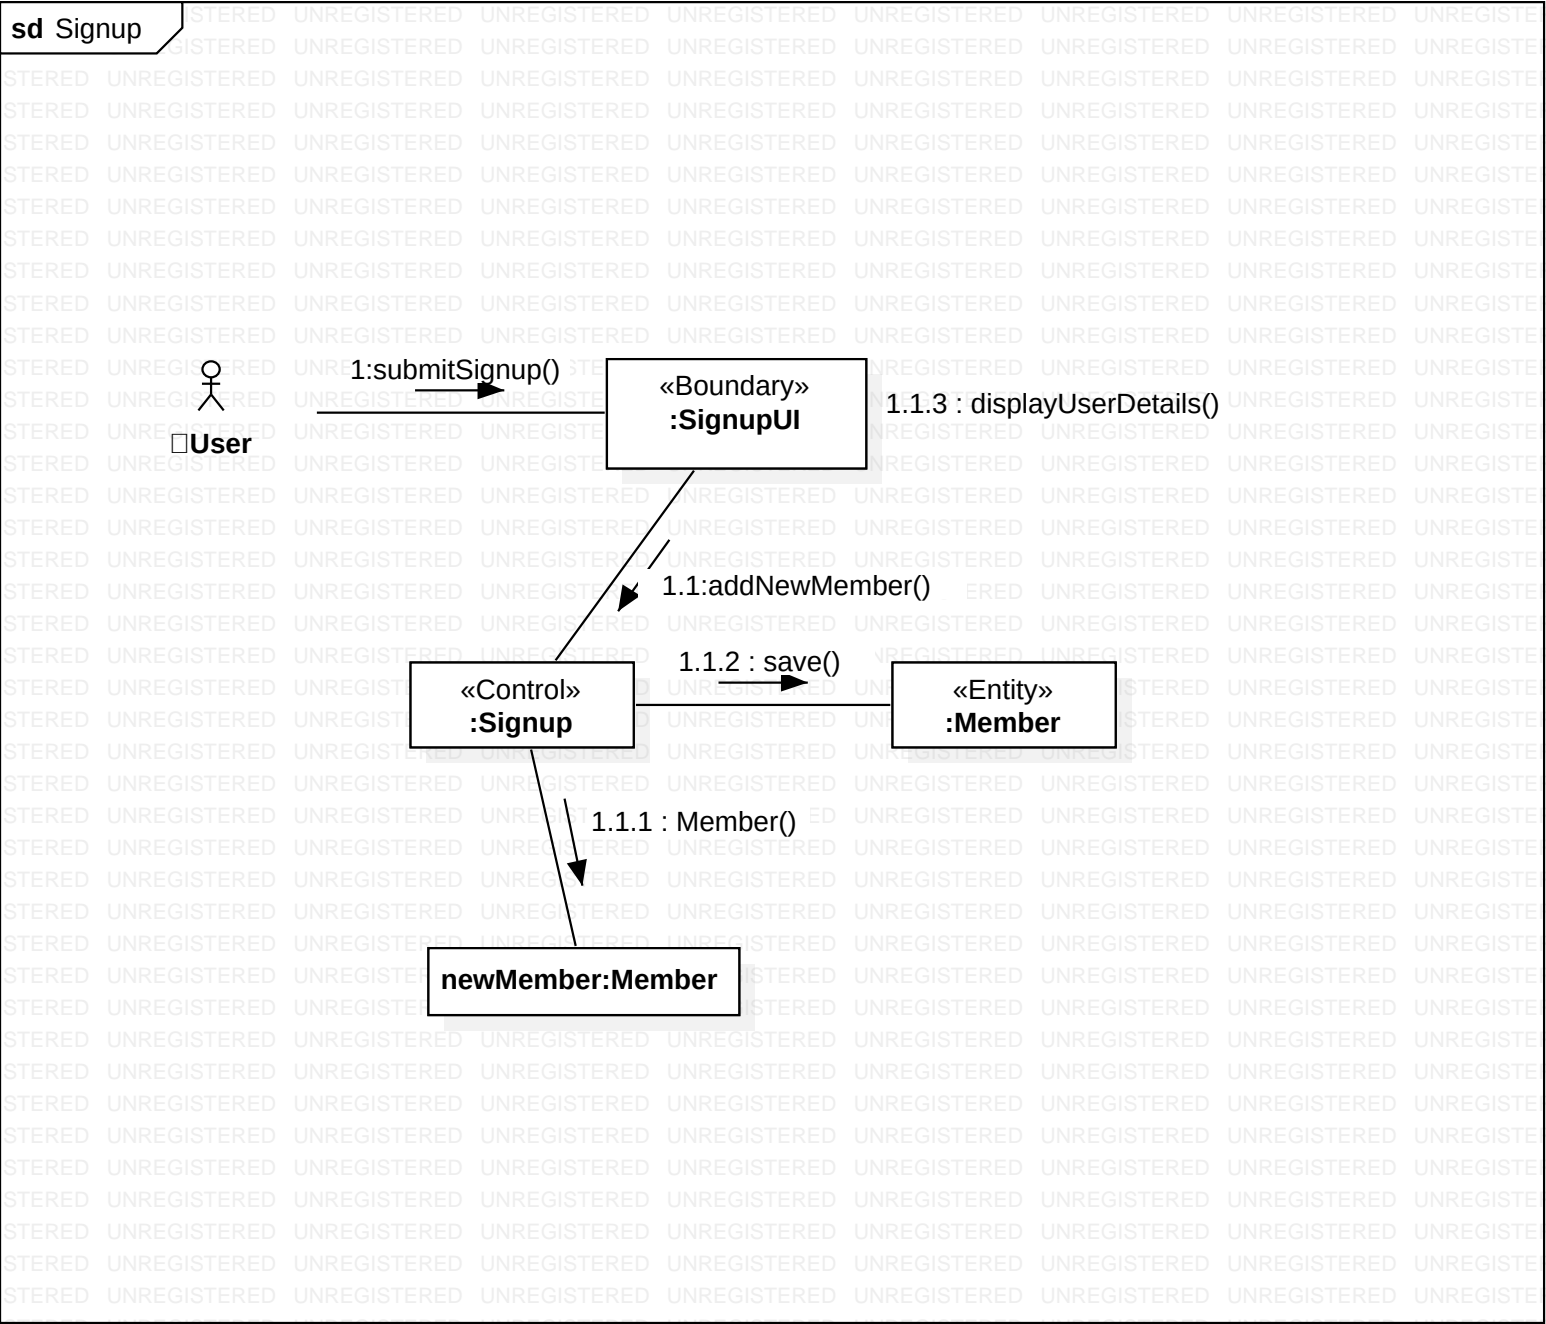 sd Signup
1:submitSignup()
«Boundary»
:SignupUI
1.1.3 : displayUserDetails()
User
1.1:addNewMember()
1.1.2 : save()
«Control»
:Signup
«Entity»
:Member
1.1.1 : Member()
newMember:Member
UNREGISTERED